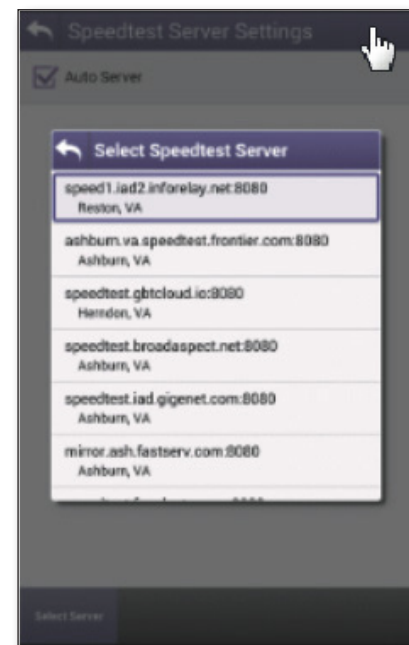 Speedtest Server Settings
Auto Server
Select Speedtest Server
speed1.iad2.inforelay.net:8080
Reston, VA
ashburn.va.speedtest.frontier.com:8080
Ashburn, VA
speedtest.gbtcloud.io:8080
Herndon, VA
speedtest.broadaspect.net:8080
Ashburn, VA
speedtest.iad.gigenet.com:8080
Ashburn, VA
mirror.ash.fastserv.com:8080
Ashburn, VA
Select Server